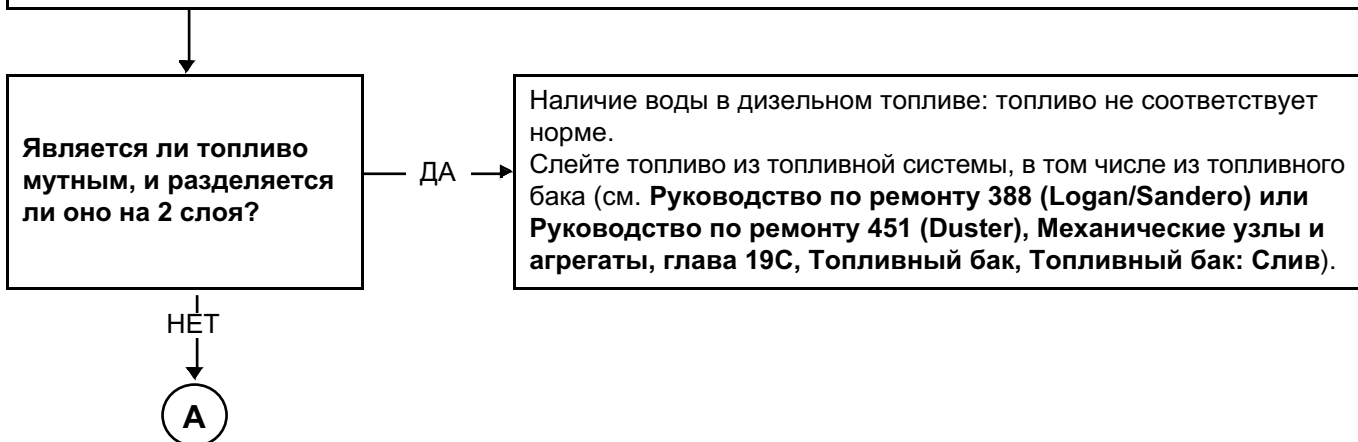 Является ли топливо
мутным, и разделяется
ли оно на 2 слоя?
ДА
Наличие воды в дизельном топливе: топливо не соответствует
норме.
Слейте топливо из топливной системы, в том числе из топливного
бака (см. Руководство по ремонту 388 (Logan/Sandero) или
Руководство по ремонту 451 (Duster), Механические узлы и
агрегаты, глава 19C, Топливный бак, Топливный бак: Слив).
НЕТ
A